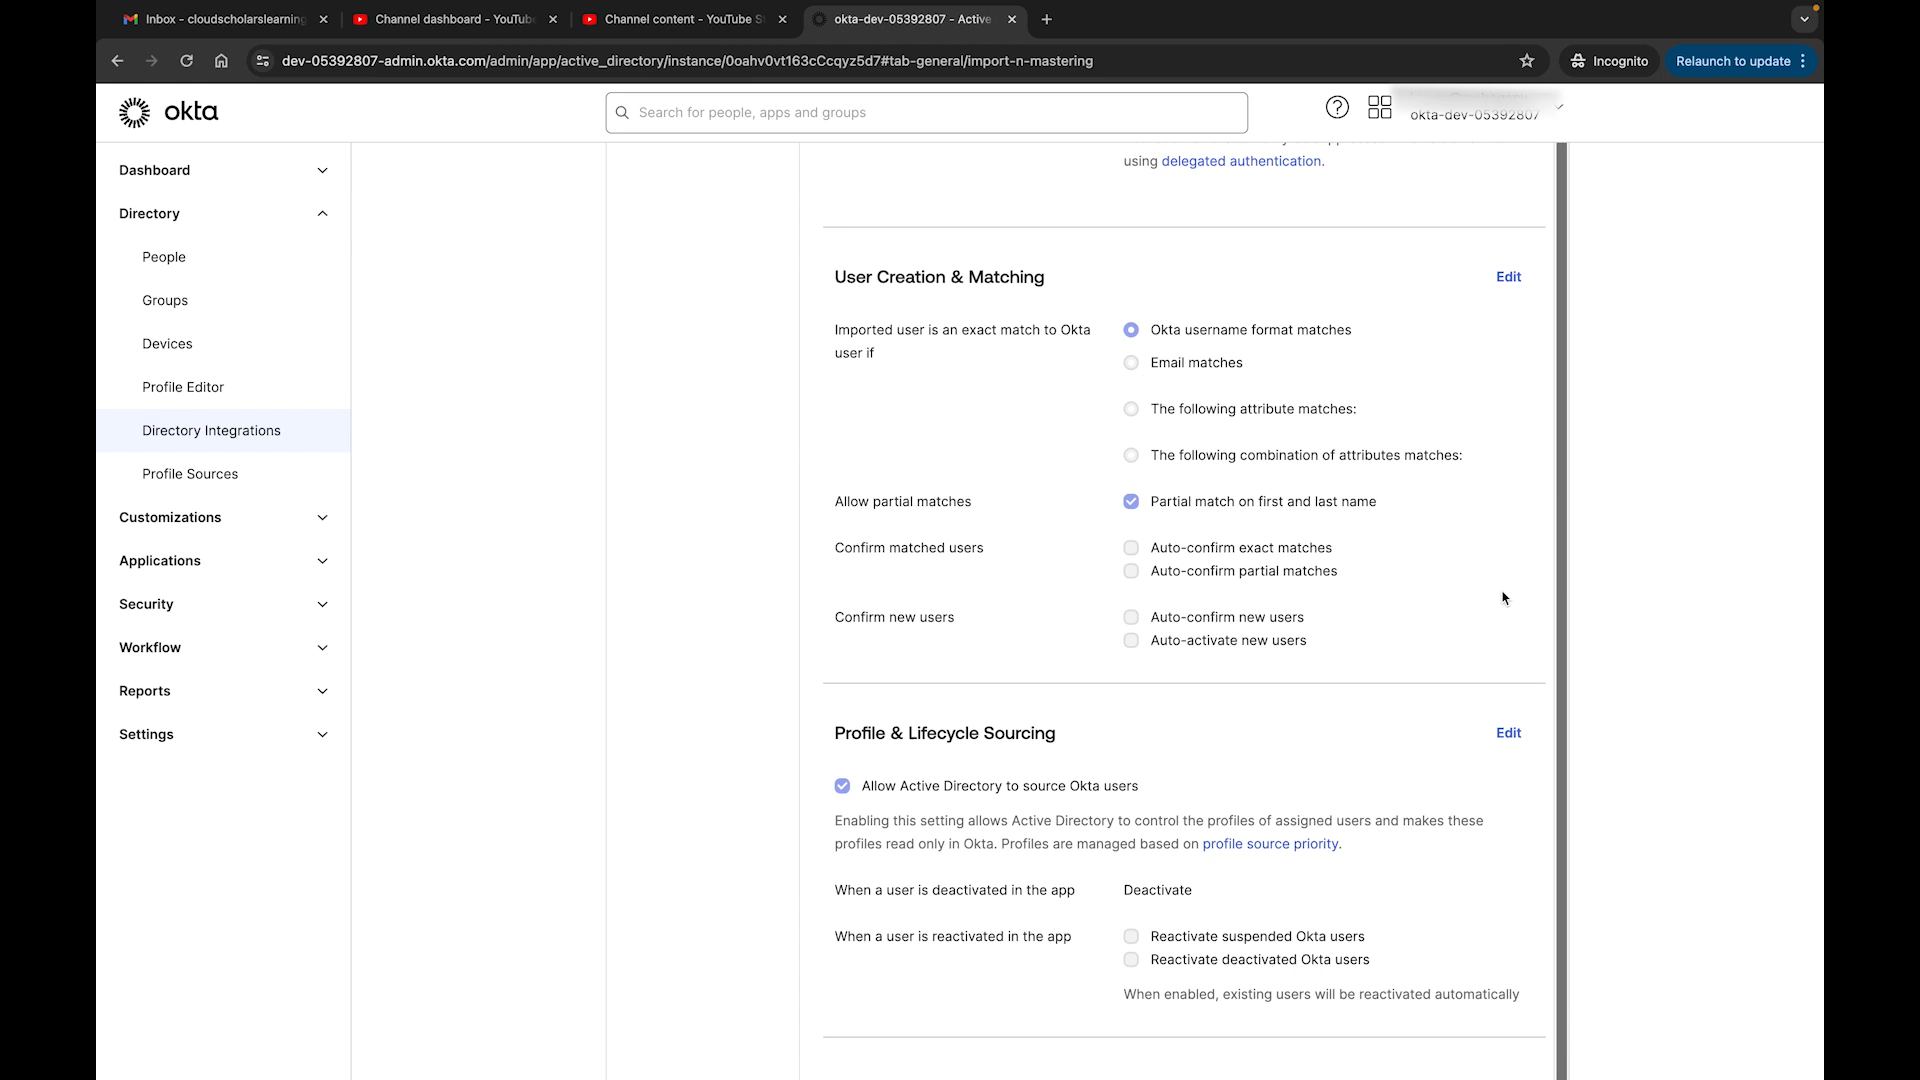 Inbox - cloudscholarslearning
Channel dashboard - YouTube
Channel content - YouTube S
okta-dev-05392807 - Active
dev-05392807-admin.okta.com/admin/app/active_directory/instance/0oahv0vt163cCcqyz5d7#tab-general/import-n-mastering
Incognito
Relaunch to update
okta
Search for people, apps and groups
okta-dev-05392807
Dashboard
Directory
People
Groups
Devices
Profile Editor
Directory Integrations
Profile Sources
Customizations
Applications
Security
Workflow
Reports
Settings
using delegated authentication.
User Creation & Matching
Edit
Imported user is an exact match to Okta
user if
Okta username format matches
Email matches
The following attribute matches:
The following combination of attributes matches:
Allow partial matches
Partial match on first and last name
Confirm matched users
Auto-confirm exact matches
Auto-confirm partial matches
Confirm new users
Auto-confirm new users
Auto-activate new users
Profile & Lifecycle Sourcing
Edit
Allow Active Directory to source Okta users
Enabling this setting allows Active Directory to control the profiles of assigned users and makes these
profiles read only in Okta. Profiles are managed based on profile source priority.
When a user is deactivated in the app
Deactivate
When a user is reactivated in the app
Reactivate suspended Okta users
Reactivate deactivated Okta users
When enabled, existing users will be reactivated automatically